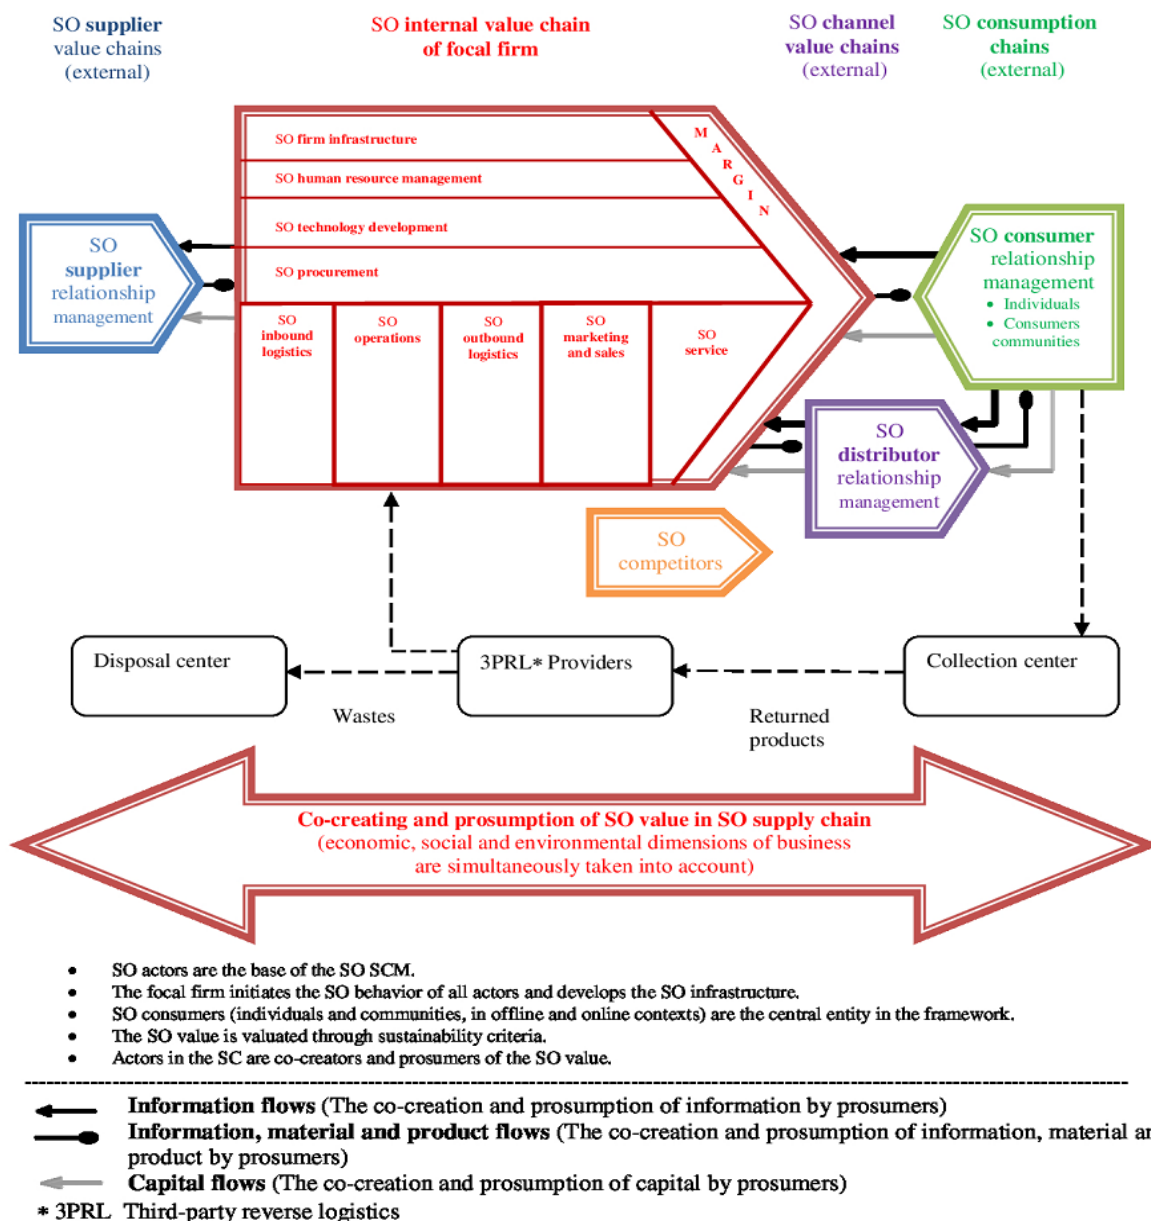 SO supplier
value chains
(external)
SO internal value chain
of focal firm
SO channel
value chains
(external)
SO consumption
chains
(external)
SO firm infrastructure
SO human resource management
SO technology development
SO procurement
MARGIN
SO
supplier
relationship
management
SO
inbound
logistics
SO
operations
SO
outbound
logistics
SO
marketing
and sales
SO
service
SO consumer
relationship
management
• Individuals
• Consumers
communities
SO
distributor
relationship
management
SO
competitors
Disposal center
3PRL* Providers
Collection center
Wastes
Returned
products
Co-creating and prosumption of SO value in SO supply chain
(economic, social and environmental dimensions of business
are simultaneously taken into account)
• SO actors are the base of the SO SCM.
• The focal firm initiates the SO behavior of all actors and develops the SO infrastructure.
• SO consumers (individuals and communities, in offline and online contexts) are the central entity in the framework.
• The SO value is valuated through sustainability criteria.
• Actors in the SC are co-creators and prosumers of the SO value.
Information flows (The co-creation and prosumption of information by prosumers)
Information, material and product flows (The co-creation and prosumption of information, material an
product by prosumers)
Capital flows (The co-creation and prosumption of capital by prosumers)
* 3PRL Third-party reverse logistics